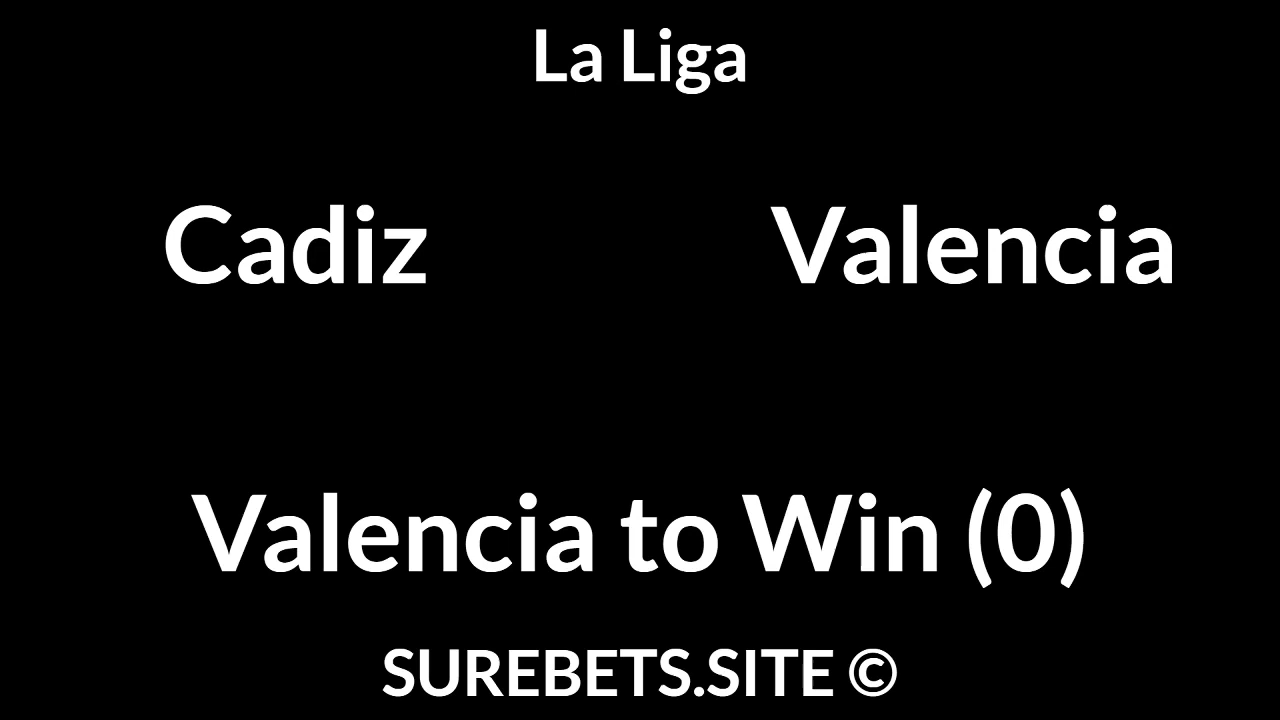 La Liga
Cadiz Valencia
Valencia to Win (0)
SUREBETS.SITE ©